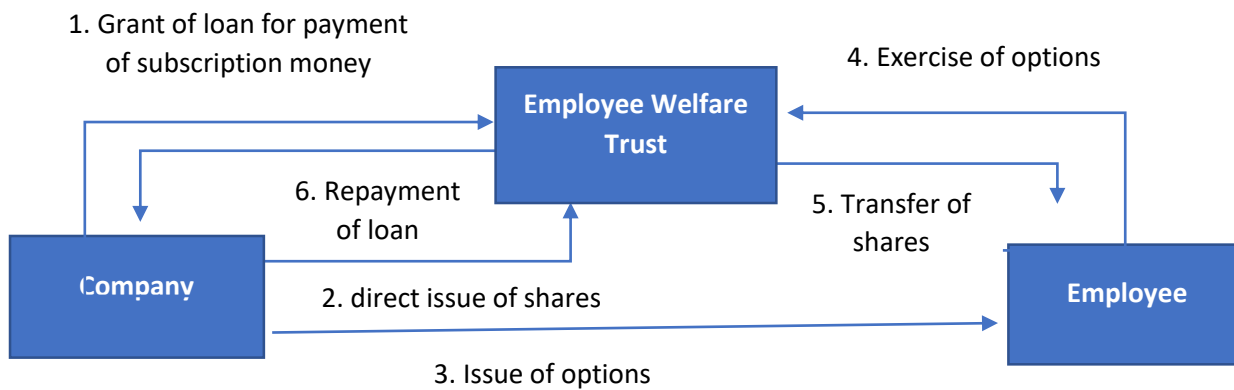 1. Grant of loan for payment
of subscription money
4. Exercise of options
Employee Welfare
Trust
6. Repayment
of loan
5. Transfer of
shares
Company
2. direct issue of shares
Employee
3. Issue of options